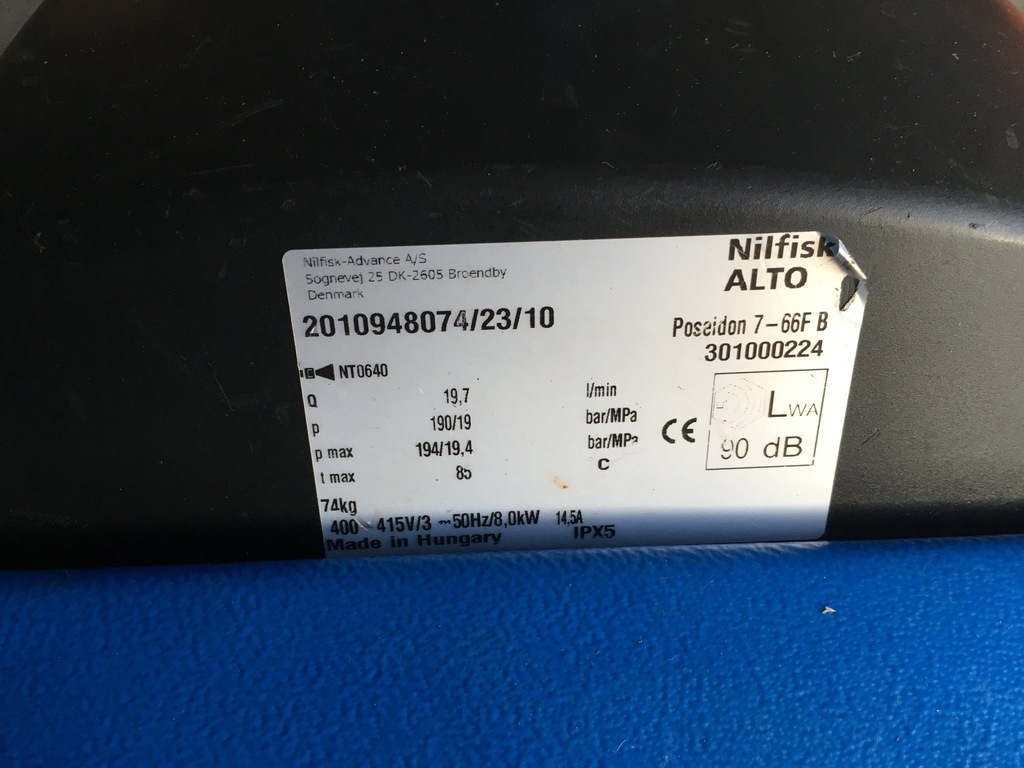 Nilfisk-Advance A/S
Sognevej 25 DK-2605 Broendby
Denmark
Nilfisk
ALTO
2010948074/23/10
Poseidon 7-66F B
301000224
NT0640
Q 19,7 l/min
p 190/19 bar/MPa
p max 194/19,4 bar/MPa
t max 85 C
CE
LWA
90 dB
74kg
400 415V/3 ~50Hz/8,0kW 14,5A
Made in Hungary IPX5